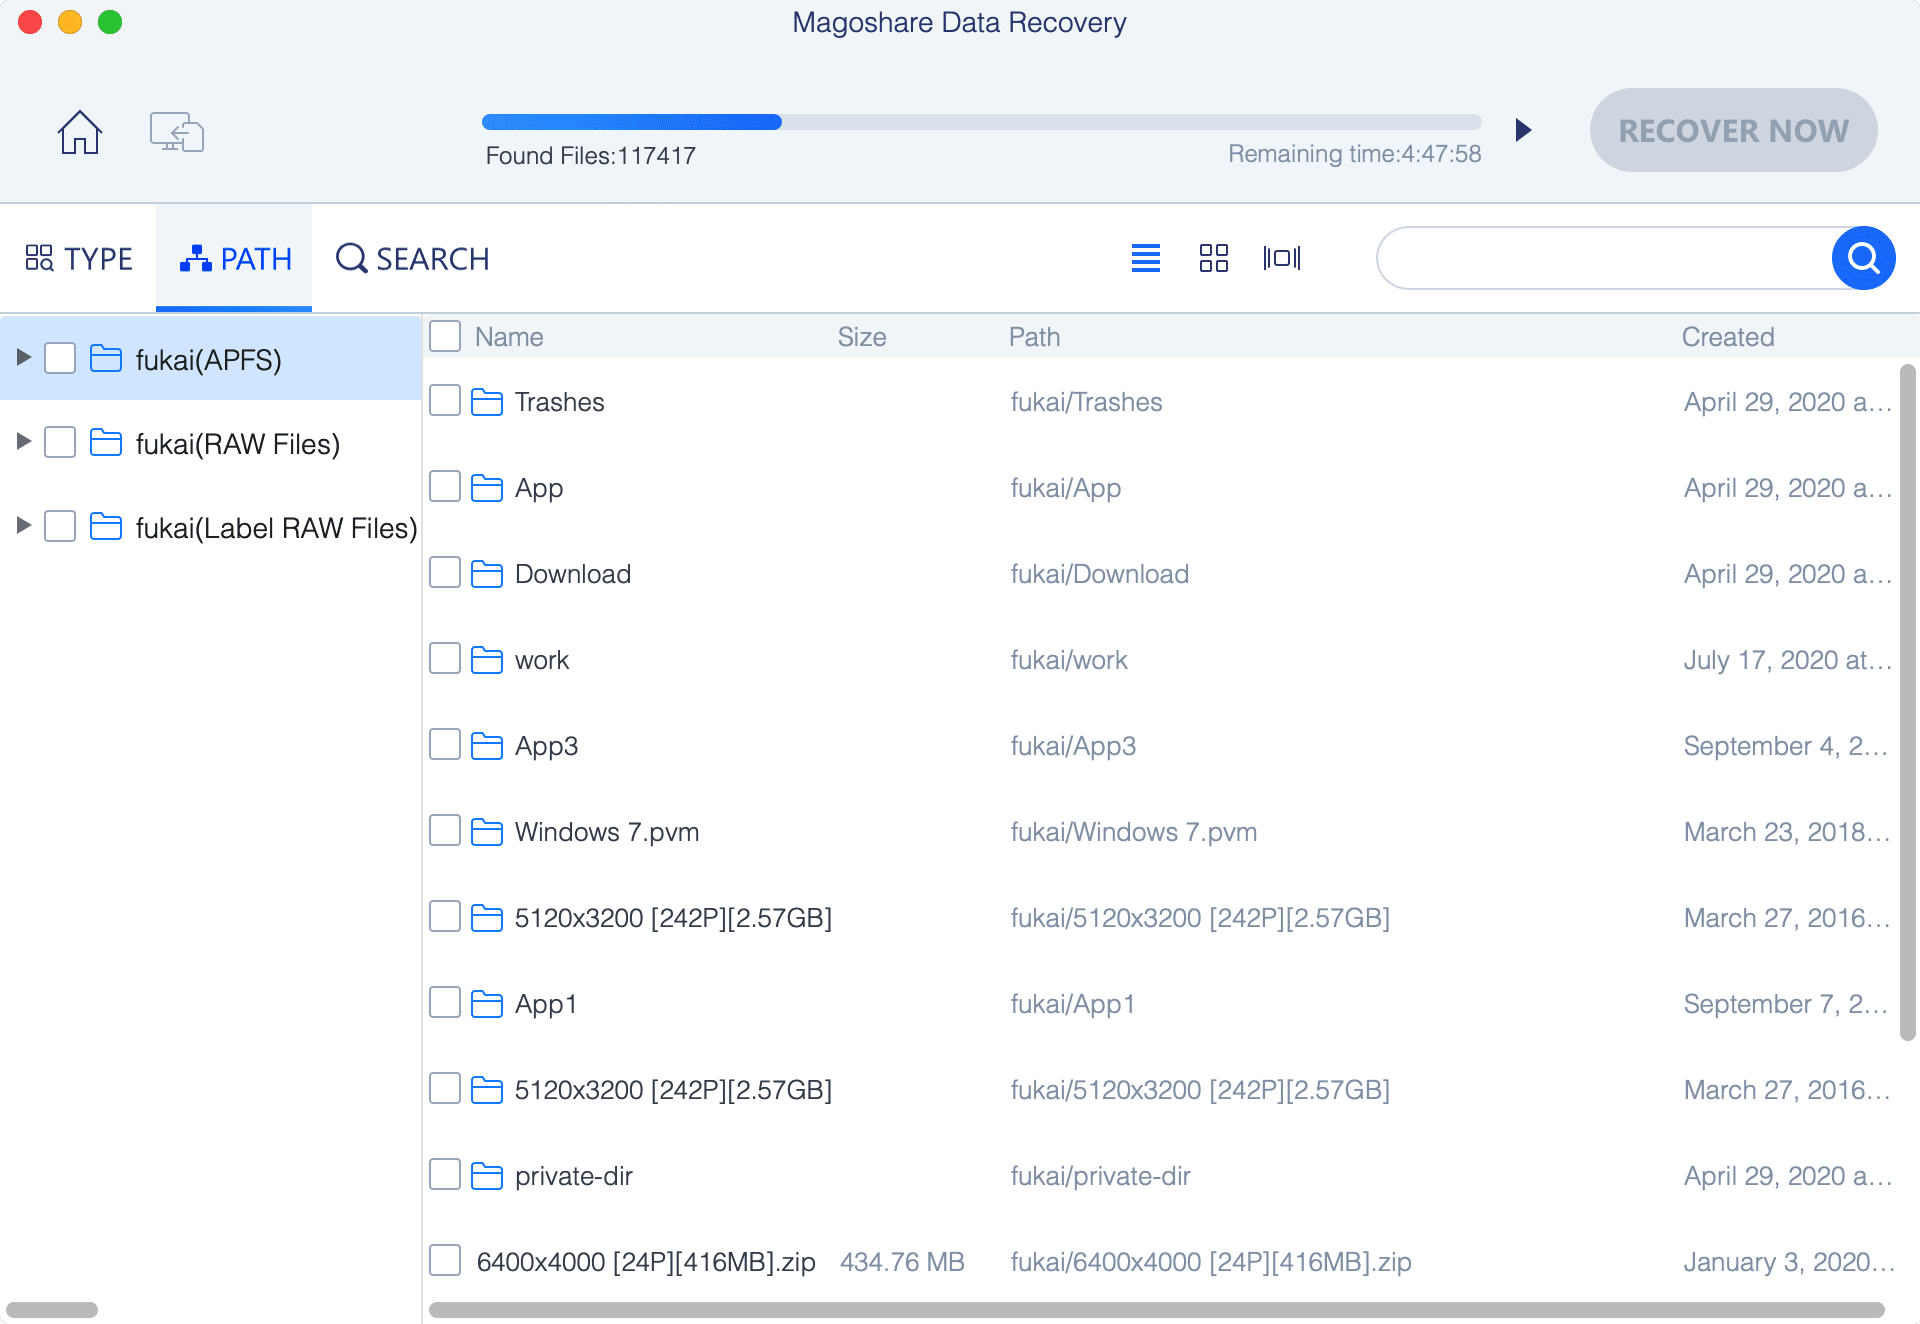 Magoshare Data Recovery
Found Files:117417
Remaining time:4:47:58
RECOVER NOW
TYPE
PATH
SEARCH
fukai(APFS)
fukai(RAW Files)
fukai(Label RAW Files)
Name Size Path Created
Trashes fukai/Trashes April 29, 2020 a…
App fukai/App April 29, 2020 a…
Download fukai/Download April 29, 2020 a…
work fukai/work July 17, 2020 at…
App3 fukai/App3 September 4, 2…
Windows 7.pvm fukai/Windows 7.pvm March 23, 2018…
5120x3200 [242P][2.57GB] fukai/5120x3200 [242P][2.57GB] March 27, 2016…
App1 fukai/App1 September 7, 2…
5120x3200 [242P][2.57GB] fukai/5120x3200 [242P][2.57GB] March 27, 2016…
private-dir fukai/private-dir April 29, 2020 a…
6400x4000 [24P][416MB].zip 434.76 MB fukai/6400x4000 [24P][416MB].zip January 3, 2020…